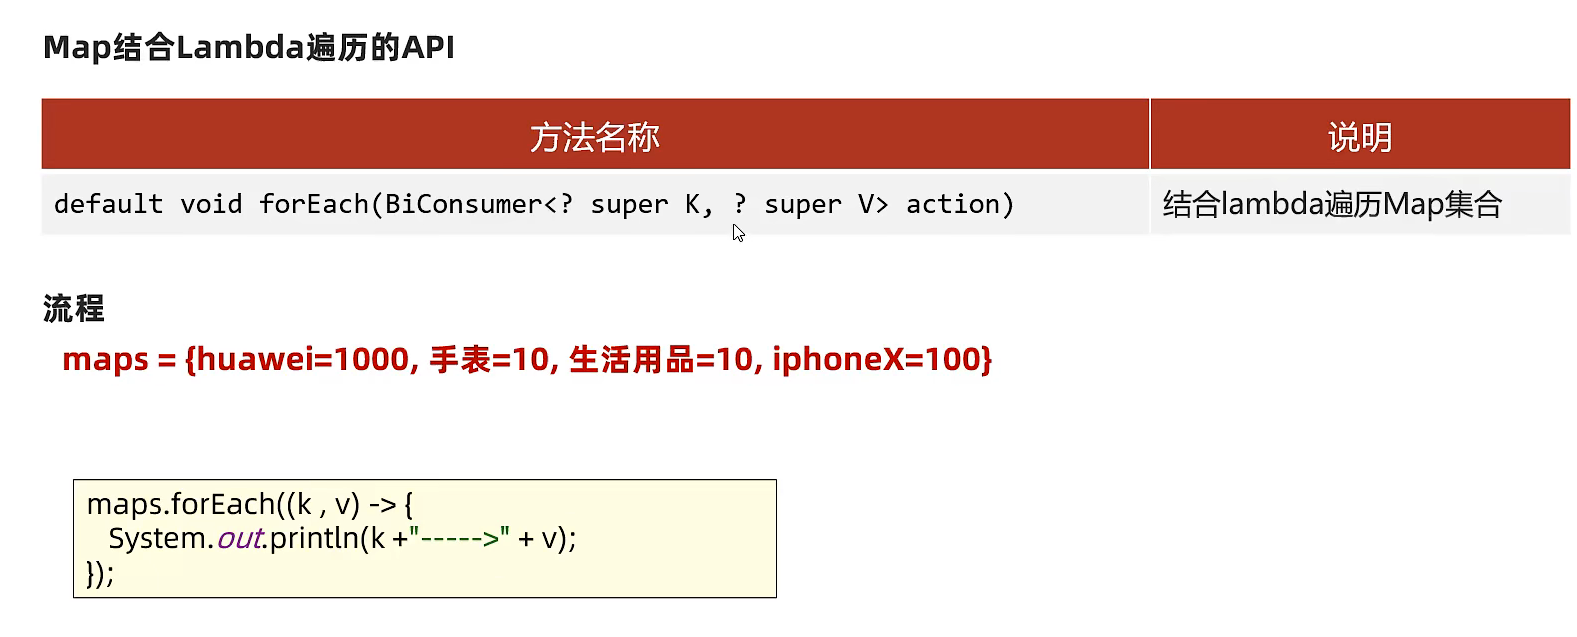 Map结合Lambda遍历的API
方法名称 说明
default void forEach(BiConsumer<? super K, ? super V> action) 结合lambda遍历Map集合
流程
maps = {huawei=1000, 手表=10, 生活用品=10, iphoneX=100}
maps.forEach((k , v) -> {
System.out.println(k +"----->" + v);
});